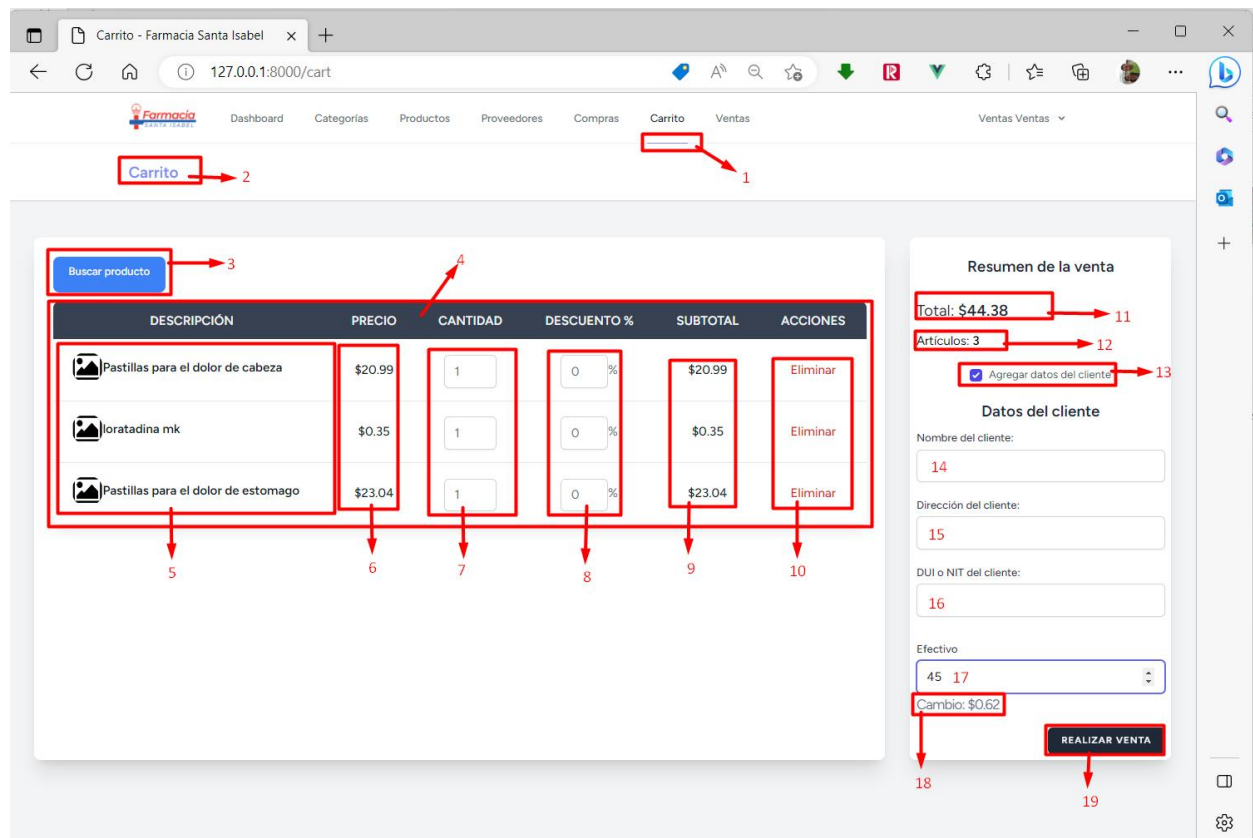 Carrito - Farmacia Santa Isabel
127.0.0.1:8000/cart
Farmacia
SANTA ISABEL
Dashboard Categorías Productos Proveedores Compras Carrito Ventas Ventas Ventas
1
Carrito 2
Buscar producto 3
4
DESCRIPCIÓN PRECIO CANTIDAD DESCUENTO % SUBTOTAL ACCIONES
Pastillas para el dolor de cabeza $20.99 1 0 % $20.99 Eliminar
loratadina mk $0.35 1 0 % $0.35 Eliminar
Pastillas para el dolor de estomago $23.04 1 0 % $23.04 Eliminar
5 6 7 8 9 10
Resumen de la venta
Total: $44.38 11
Artículos: 3 12
Agregar datos del cliente 13
Datos del cliente
Nombre del cliente:
14
Dirección del cliente:
15
DUI o NIT del cliente:
16
Efectivo
45 17
Cambio: $0.62
REALIZAR VENTA
18
19